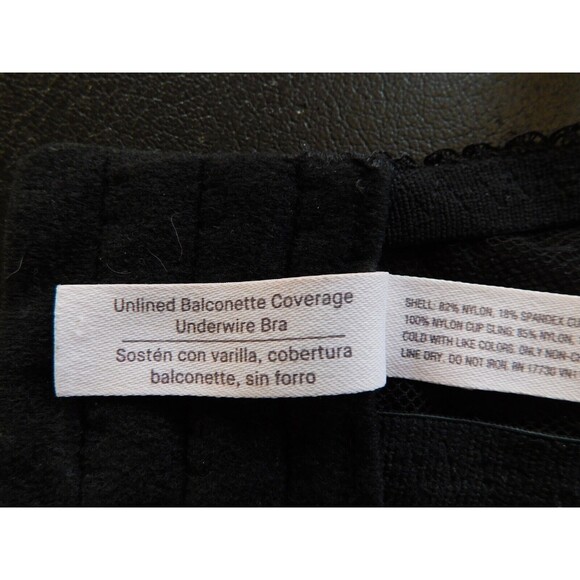 Unlined Balconette Coverage
Underwire Bra
Sostén con varilla, cobertura
balconette, sin forro
SHELL: 82% NYLON, 18% SPANDEX
100% NYLON CUP SLING: 85% NYLON,
COLD WITH LIKE COLORS. ONLY
LINE DRY. DO NOT IRON. RN 17730